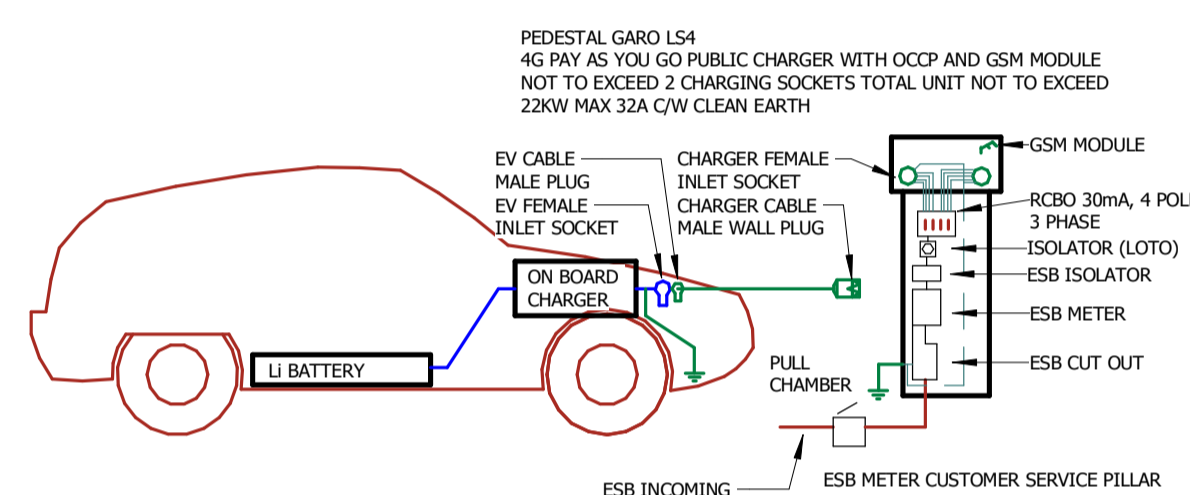 PEDESTAL GARO LS4
4G PAY AS YOU GO PUBLIC CHARGER WITH OCCP AND GSM MODULE
NOT TO EXCEED 2 CHARGING SOCKETS TOTAL UNIT NOT TO EXCEED
22KW MAX 32A C/W CLEAN EARTH
EV CABLE
MALE PLUG
EV FEMALE
INLET SOCKET
CHARGER FEMALE
INLET SOCKET
CHARGER CABLE
MALE WALL PLUG
GSM MODULE
RCBO 30mA, 4 POL
3 PHASE
ISOLATOR (LOTO)
ESB ISOLATOR
ESB METER
ESB CUT OUT
ON BOARD
CHARGER
Li BATTERY
PULL
CHAMBER
ESB INCOMING
ESB METER CUSTOMER SERVICE PILLAR